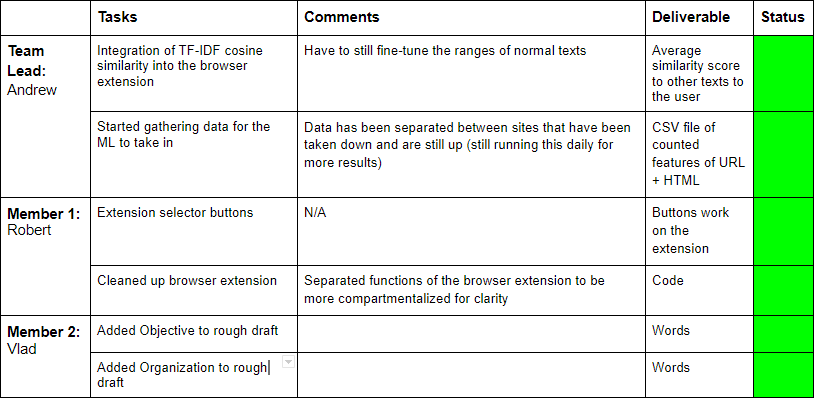 Tasks
Comments
Deliverable
Status
Team
Lead:
Andrew
Integration of TF-IDF cosine
similarity into the browser
extension
Have to still fine-tune the ranges of normal texts
Average
similarity score
to other texts to
the user
Started gathering data for the
ML to take in
Data has been separated between sites that have been
taken down and are still up (still running this daily for
more results)
CSV file of
counted
features of URL
+ HTML
Member 1:
Robert
Extension selector buttons
N/A
Buttons work
on the
extension
Cleaned up browser extension
Separated functions of the browser extension to be
more compartmentalized for clarity
Code
Member 2:
Vlad
Added Objective to rough draft
Words
Added Organization to rough
draft
Words